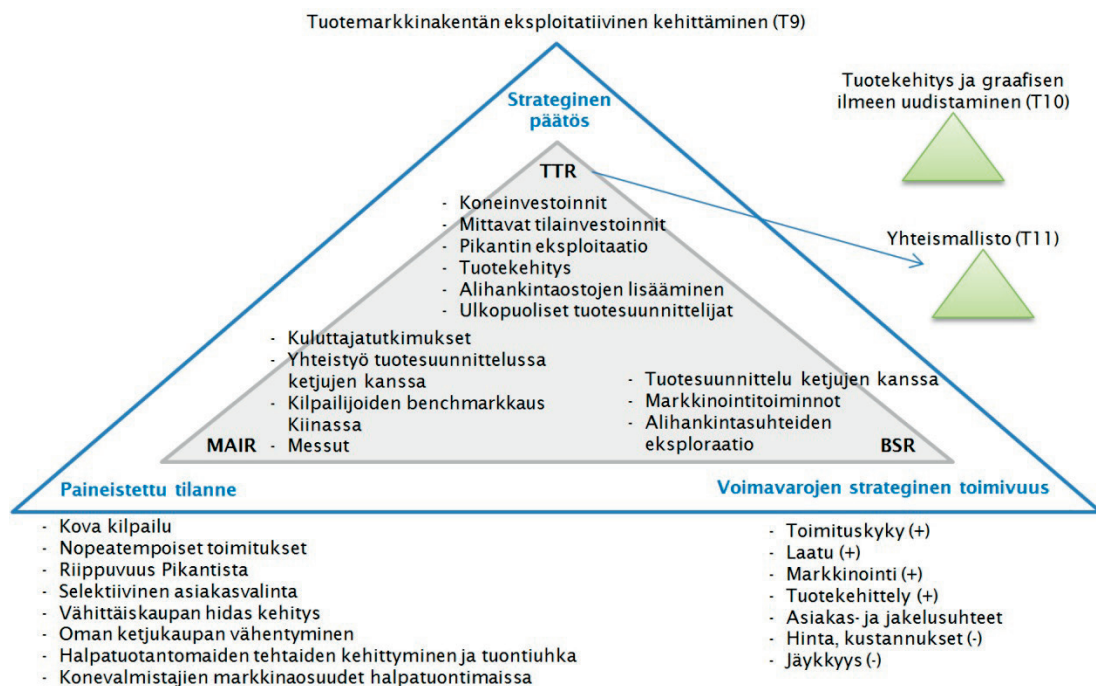 Tuotemarkkinakentän eksploitatiivinen kehittäminen (T9)
Strateginen
päätös
Tuotekehitys ja graafisen
ilmeen uudistaminen (T10)
TTR
- Koneinvestoinnit
- Mittavat tilainvestoinnit
- Pikantin eksploitaatio
- Tuotekehitys
- Alihankintaostojen lisääminen
- Ulkopuoliset tuotesuunnittelijat
Yhteismallisto (T11)
- Kuluttajatutkimukset
- Yhteistyö tuotesuunnittelussa
ketjujen kanssa
- Kilpailijoiden benchmarkkaus
Kiinassa
- Messut
MAIR
- Tuotesuunnittelu ketjujen kanssa
- Markkinointitoiminnot
- Alihankintasuhteiden
eksploraatio
BSR
Paineistettu tilanne
Voimavarojen strateginen toimivuus
- Kova kilpailu
- Nopeatempoiset toimitukset
- Riippuvuus Pikantista
- Selektiivinen asiakasvalinta
- Vähittäiskaupan hidas kehitys
- Oman ketjukaupan vähentyminen
- Halpatuotantomaiden tehtaiden kehittyminen ja tuontiuhka
- Konevalmistajien markkinaosuudet halpatuontimaissa
- Toimituskyky (+)
- Laatu (+)
- Markkinointi (+)
- Tuotekehittely (+)
- Asiakas- ja jakelusuhteet
- Hinta, kustannukset (-)
- Jäykkyys (-)